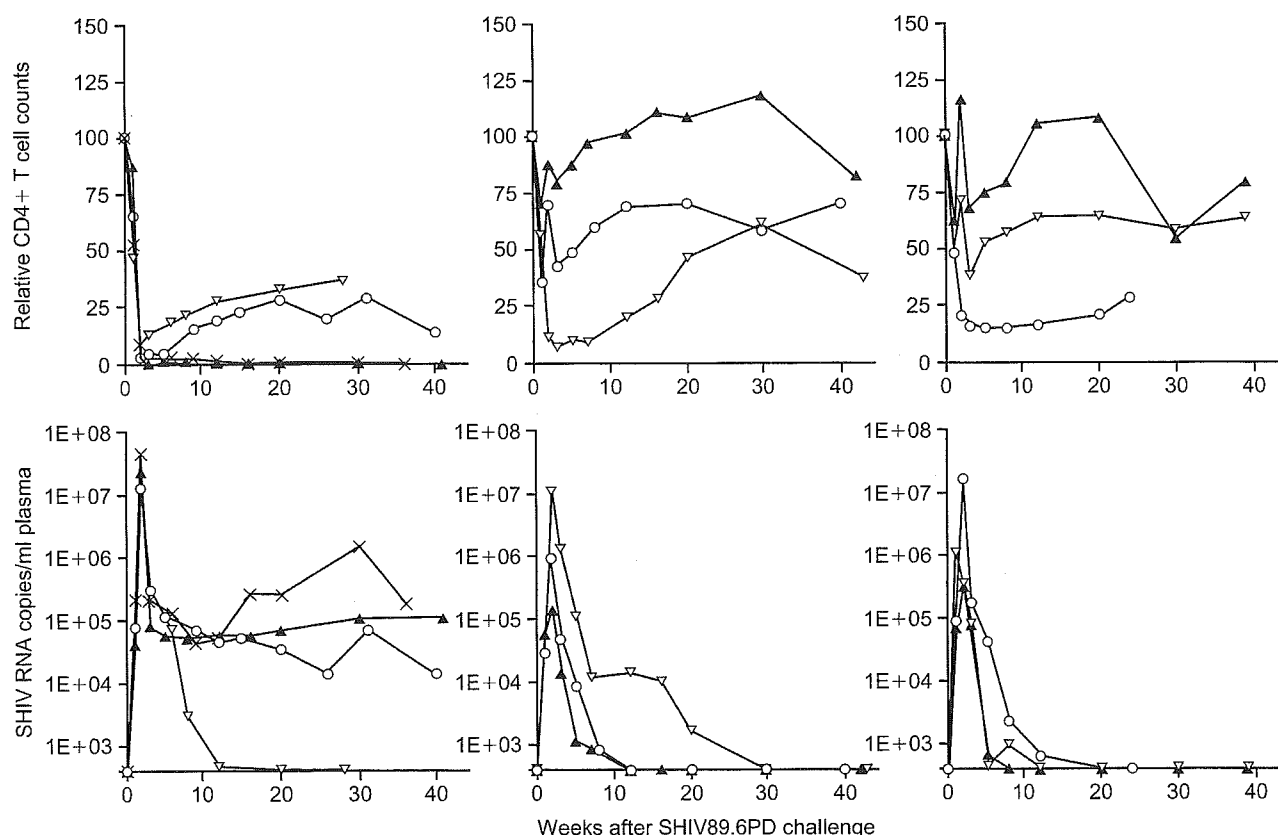 Relative CD4+ T cell counts
150
125
100
75
50
25
0
0 10 20 30 40
150
125
100
75
50
25
0
0 10 20 30 40
150
125
100
75
50
25
0
0 10 20 30 40
SHIV RNA copies/ml plasma
1E+08
1E+07
1E+06
1E+05
1E+04
1E+03
0 10 20 30 40
1E+08
1E+07
1E+06
1E+05
1E+04
1E+03
0 10 20 30 40
1E+08
1E+07
1E+06
1E+05
1E+04
1E+03
0 10 20 30 40
Weeks after SHIV89.6PD challenge